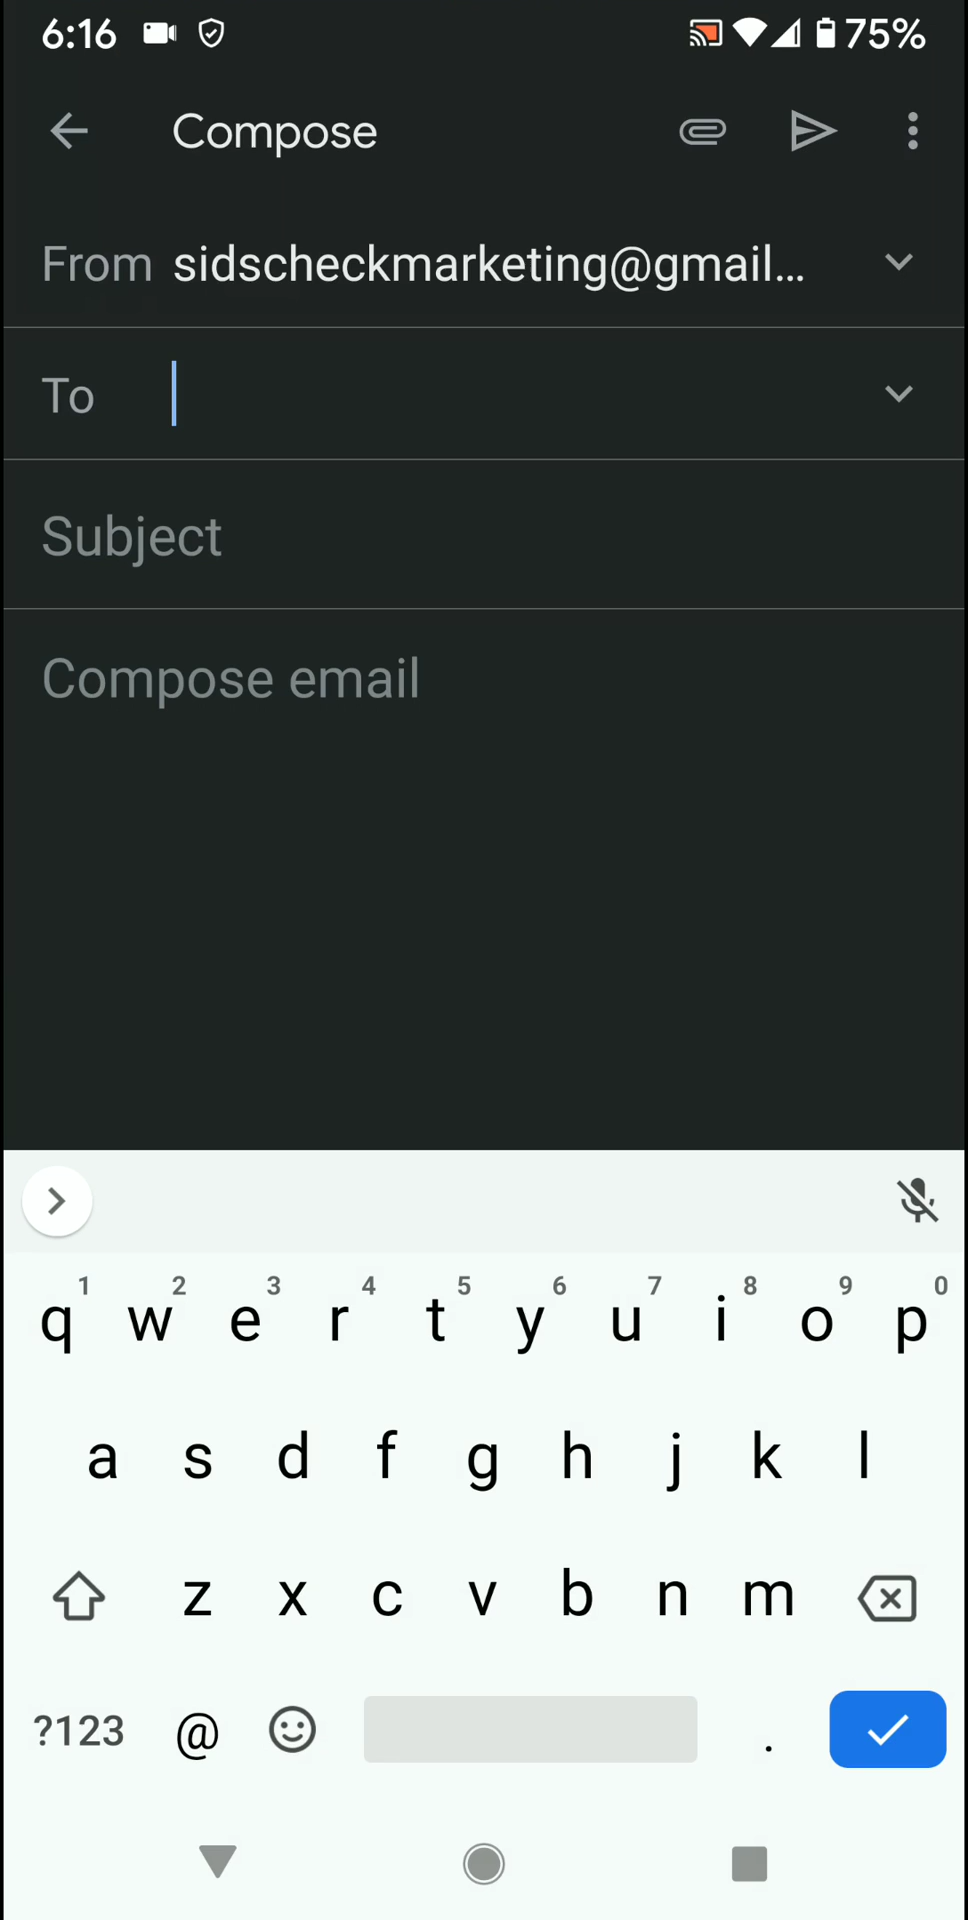 6:16 75%
Compose
From sidscheckmarketing@gmail...
To
Subject
Compose email
1 2 3 4 5 6 7 8 9 0
q w e r t y u i o p
a s d f g h j k l
z x c v b n m
?123 @ .